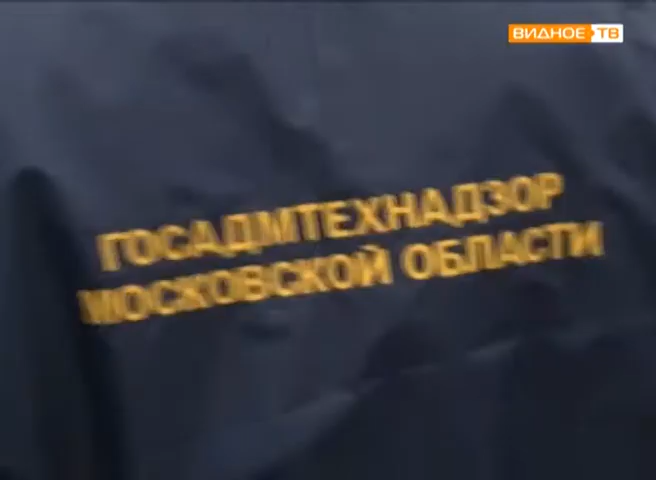 ВИДНОЕ ТВ
ГОСАДМТЕХНАДЗОР
МОСКОВСКОЙ ОБЛАСТИ